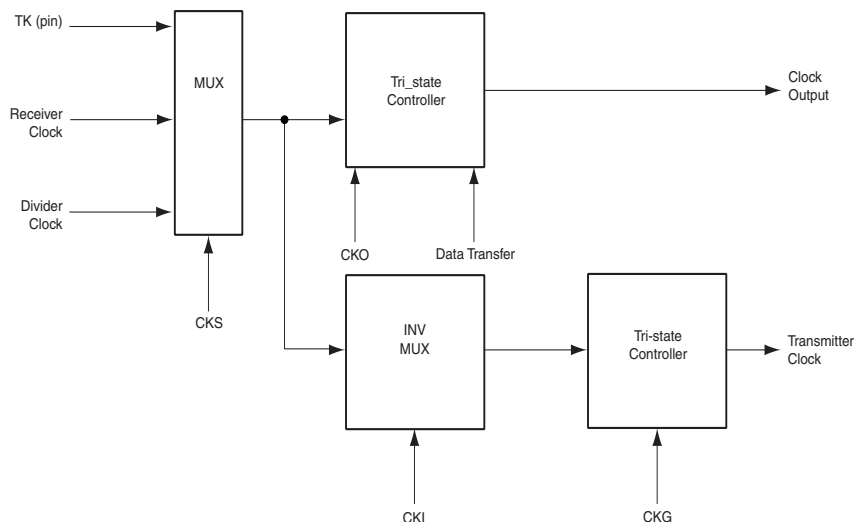 TK (pin)
MUX
Tri_state
Controller
Clock
Output
Receiver
Clock
Divider
Clock
CKO
Data Transfer
CKS
INV
MUX
Tri-state
Controller
Transmitter
Clock
CKI
CKG